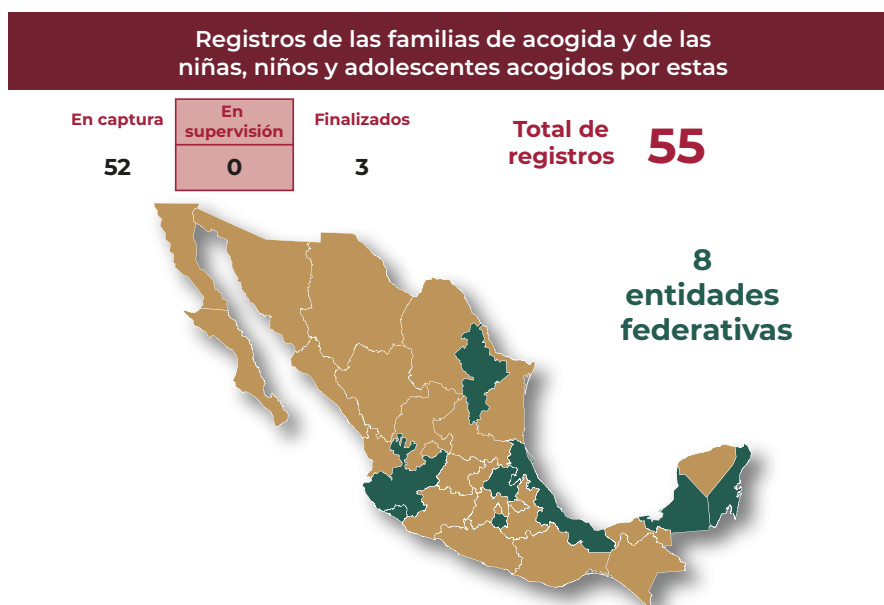 Registros de las familias de acogida y de las
niñas, niños y adolescentes acogidos por estas
En captura
52
En
supervisión
0
Finalizados
3
Total de
registros
55
8
entidades
federativas